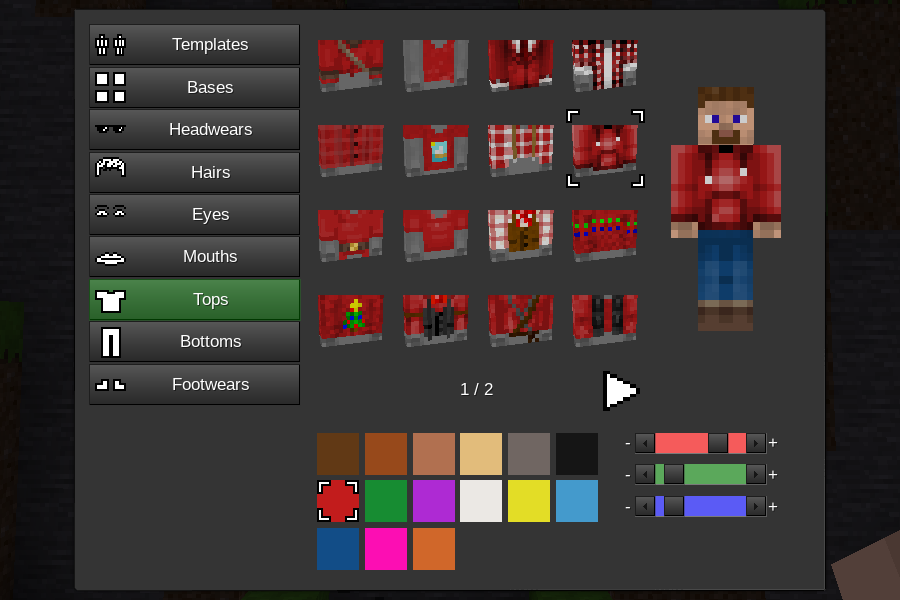 Templates
Bases
Headwears
Hairs
Eyes
Mouths
Tops
Bottoms
Footwears
1 / 2
- +
- +
- +